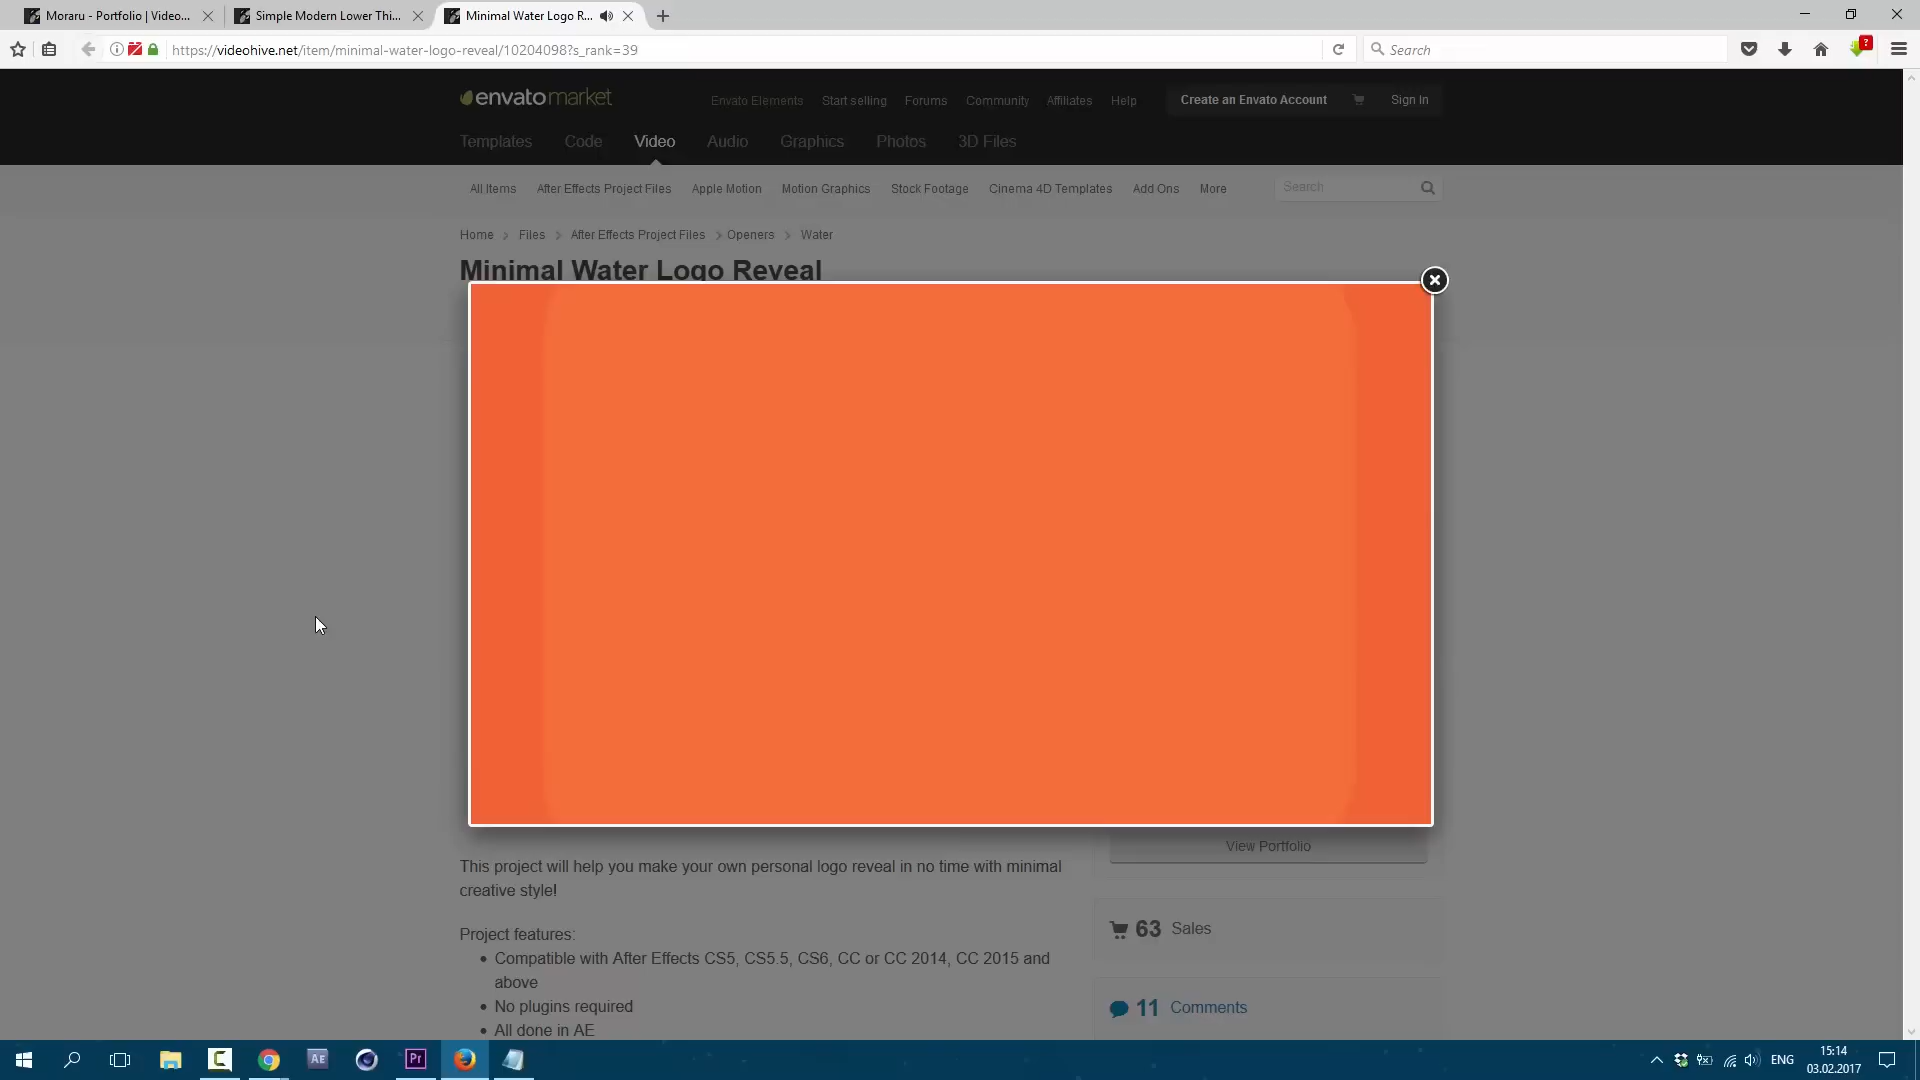 Moraru - Portfolio | Video...
Simple Modern Lower Thi...
Minimal Water Logo R...
https://videohive.net/item/minimal-water-logo-reveal/10204098?s_rank=39
Search
envatomarket
Envato Elements
Start selling
Forums
Community
Affiliates
Help
Create an Envato Account
Sign In
Templates
Code
Video
Audio
Graphics
Photos
3D Files
All Items
After Effects Project Files
Apple Motion
Motion Graphics
Stock Footage
Cinema 4D Templates
Add Ons
More
Search
Home
Files
After Effects Project Files
Openers
Water
Minimal Water Logo Reveal
View Portfolio
This project will help you make your own personal logo reveal in no time with minimal
creative style!
63 Sales
Project features:
Compatible with After Effects CS5, CS5.5, CS6, CC or CC 2014, CC 2015 and
above
No plugins required
All done in AE
11 Comments
AE
Pr
ENG
15:14
03.02.2017